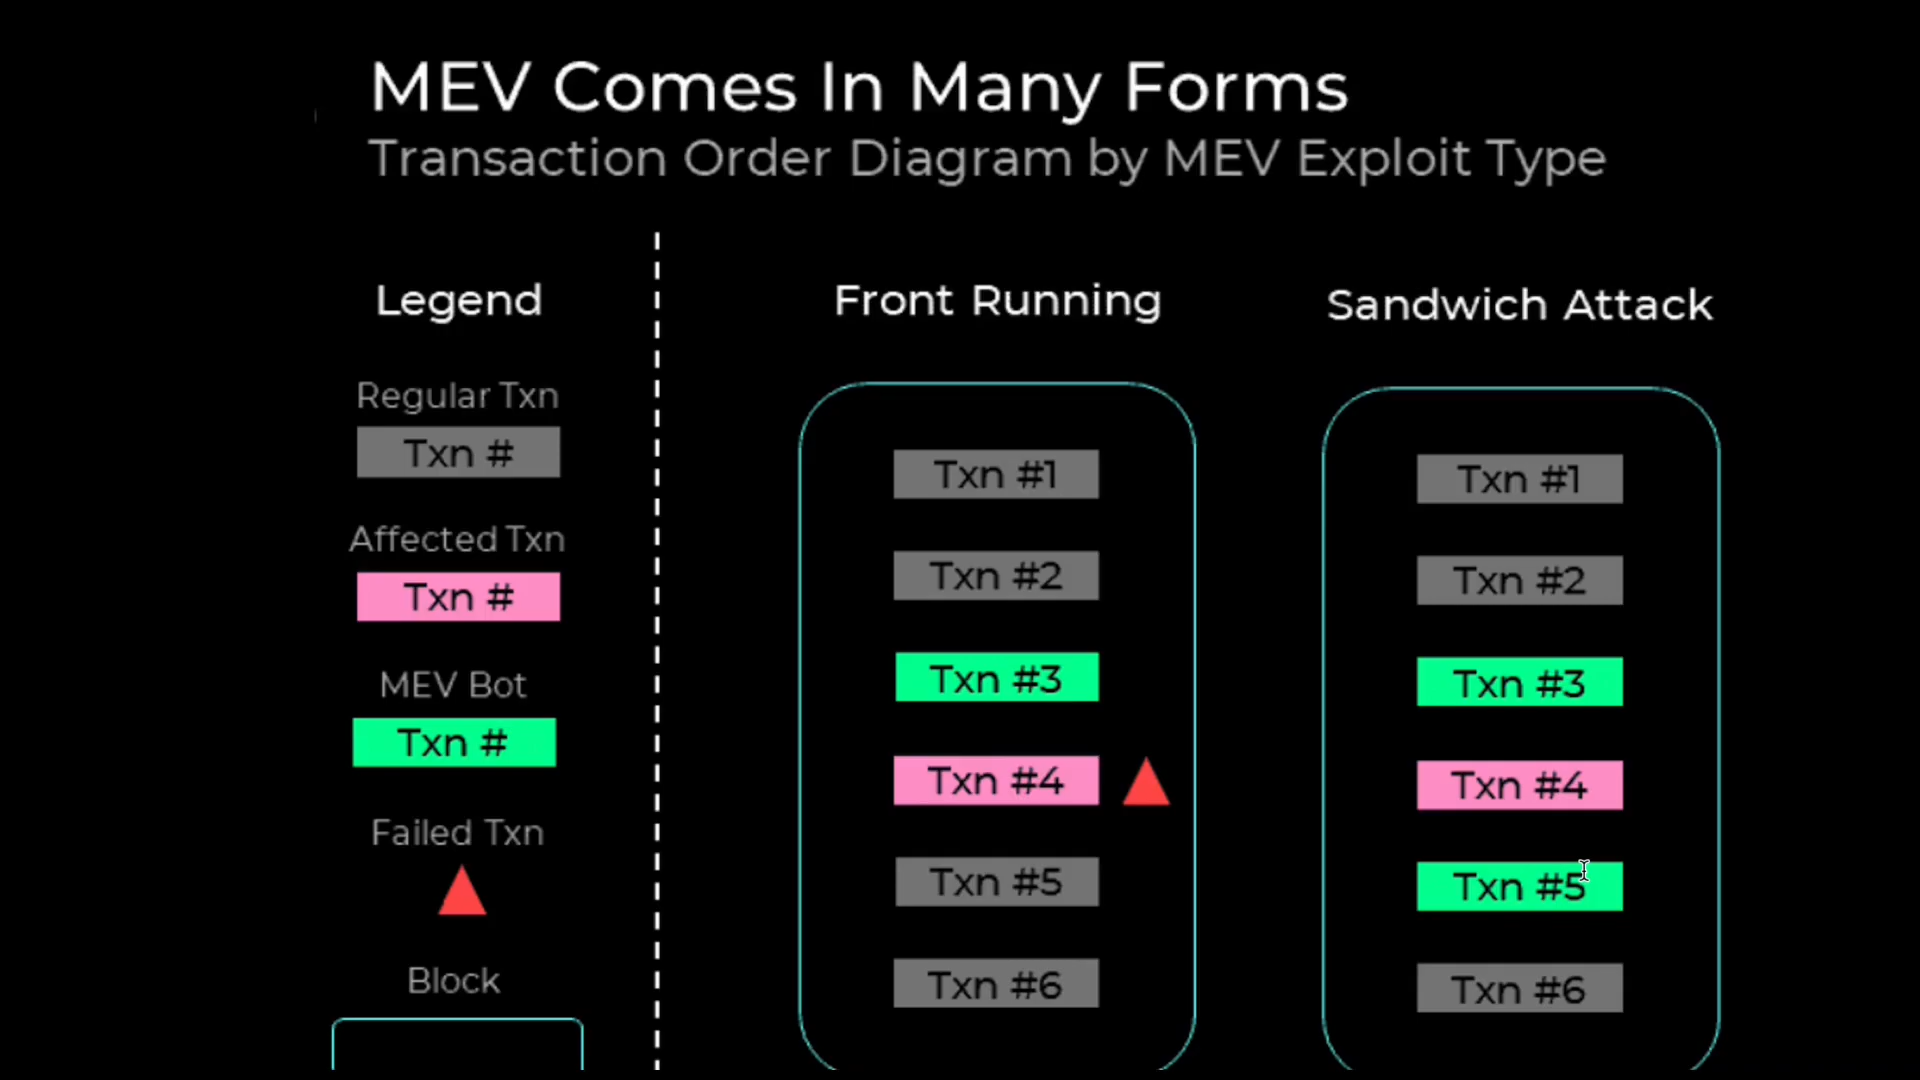 MEV Comes In Many Forms
Transaction Order Diagram by MEV Exploit Type
Legend
Regular Txn
Txn #
Affected Txn
Txn #
MEV Bot
Txn #
Failed Txn
Block
Front Running
Txn #1
Txn #2
Txn #3
Txn #4
Txn #5
Txn #6
Sandwich Attack
Txn #1
Txn #2
Txn #3
Txn #4
Txn #5
Txn #6